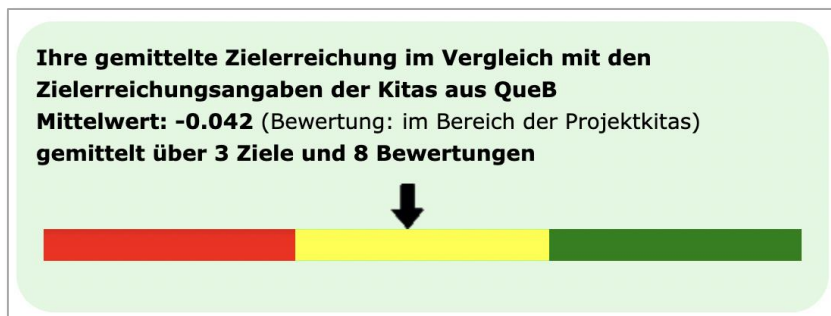 Ihre gemittelte Zielerreichung im Vergleich mit den
Zielerreichungsangaben der Kitas aus QueB
Mittelwert: -0.042 (Bewertung: im Bereich der Projektkitas)
gemittelt über 3 Ziele und 8 Bewertungen